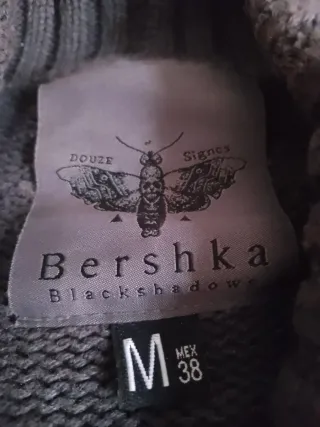 DOUZE Signes
Bershka
Blackshadows
M MEX
38